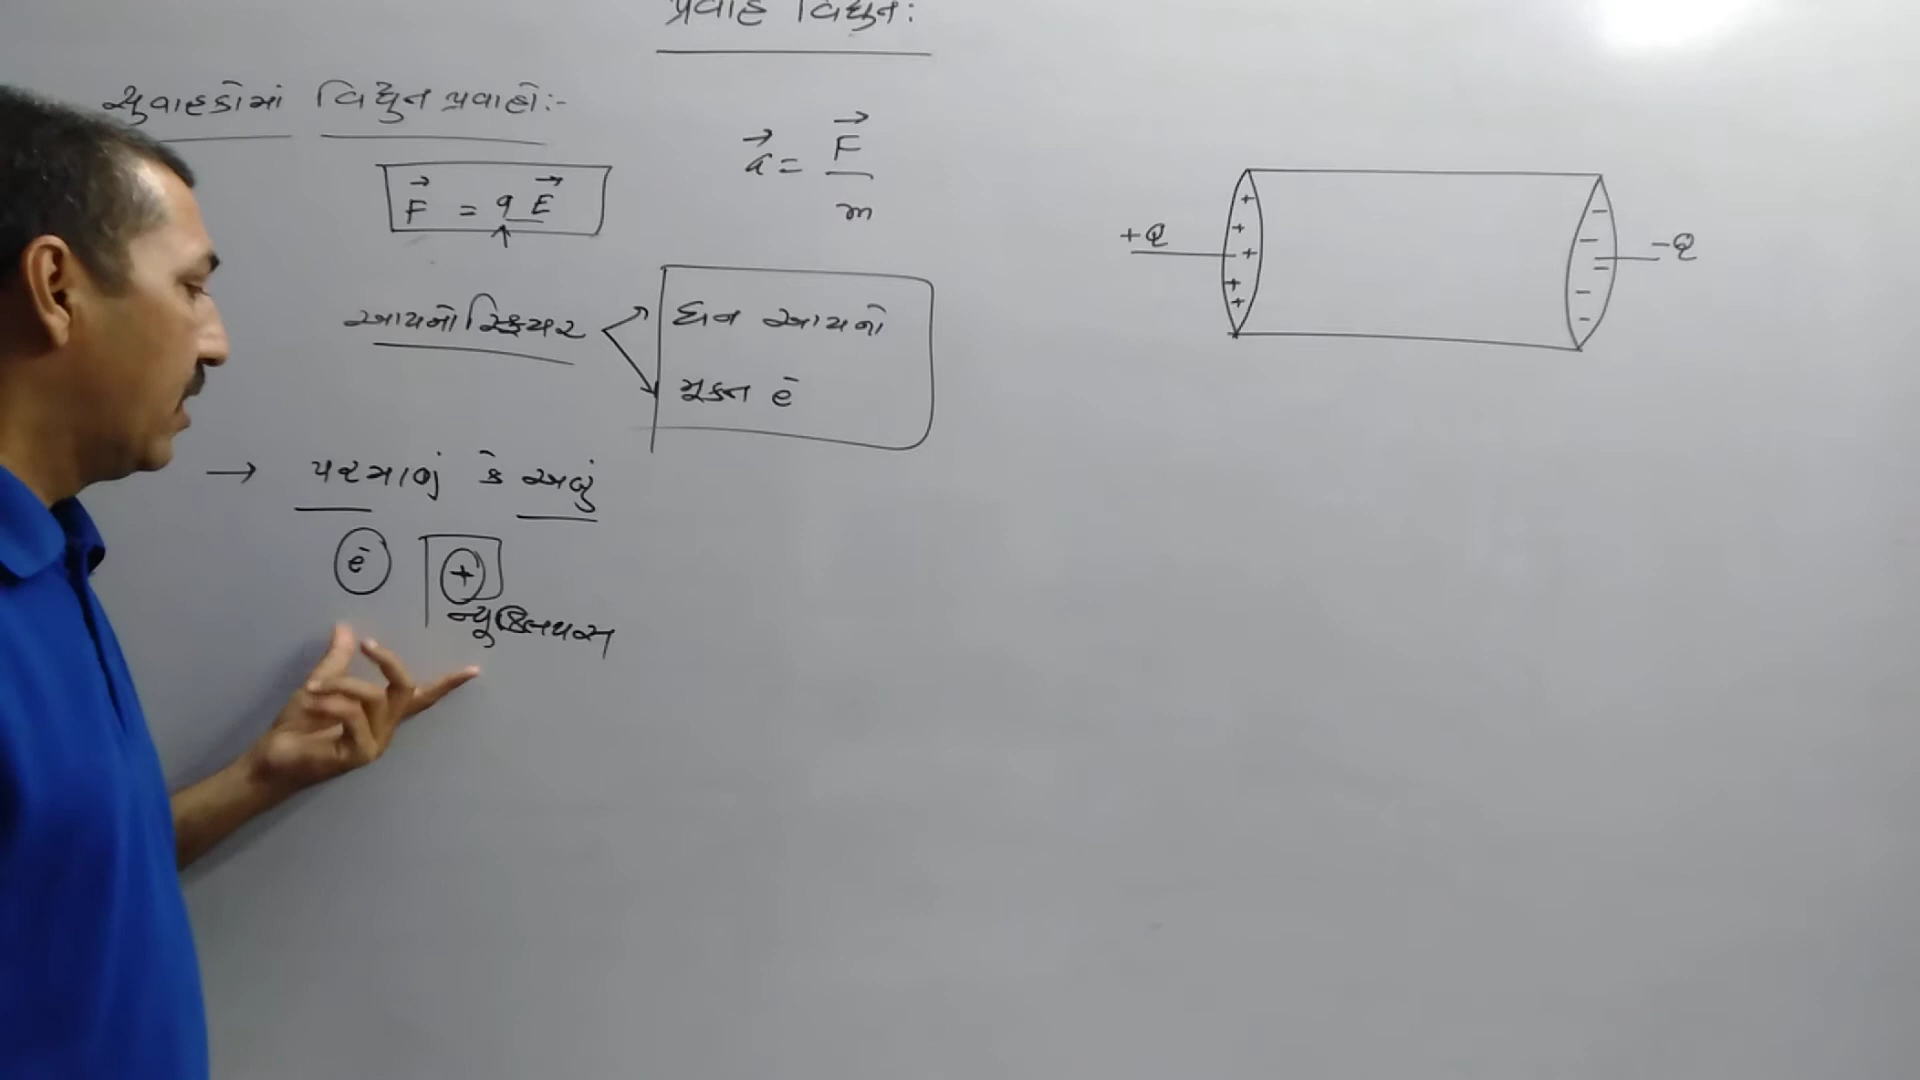 પ્રવાહ વિદ્યુત :
સુવાહકોમાં વિદ્યુત પ્રવાહો :-
F = q E
a = F / m
આયનોસ્ફિયર
ધન આયનો
મુક્ત e-
→ પરમાણું કે અણું
e-
+
ન્યુક્લિયસ
+Q
+ + + + +
- - - - -
-Q